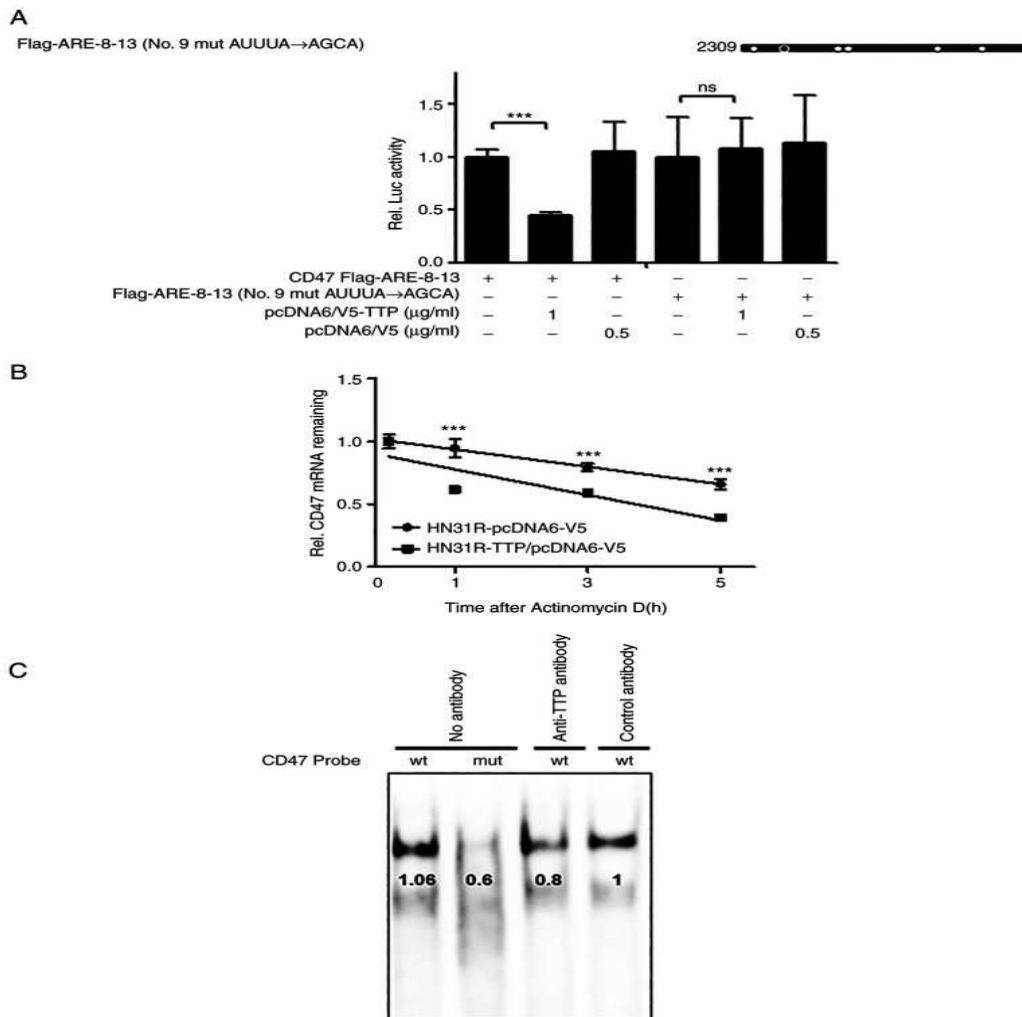 A
Flag-ARE-8-13 (No. 9 mut AUUUA→AGCA)
2309
Rel. Luc activity
1.5
1.0
0.5
0.0
***
ns
CD47 Flag-ARE-8-13 + + + – – –
Flag-ARE-8-13 (No. 9 mut AUUUA→AGCA) – – – + + +
pcDNA6/V5-TTP (μg/ml) – 1 – – 1 –
pcDNA6/V5 (μg/ml) – – 0.5 – – 0.5
B
Rel. CD47 mRNA remaining
1.5
1.0
0.5
0.0
***
***
***
HN31R-pcDNA6-V5
HN31R-TTP/pcDNA6-V5
0 1 3 5
Time after Actinomycin D(h)
C
No antibody
Anti-TTP antibody
Control antibody
CD47 Probe wt mut wt wt
1.06 0.6 0.8 1